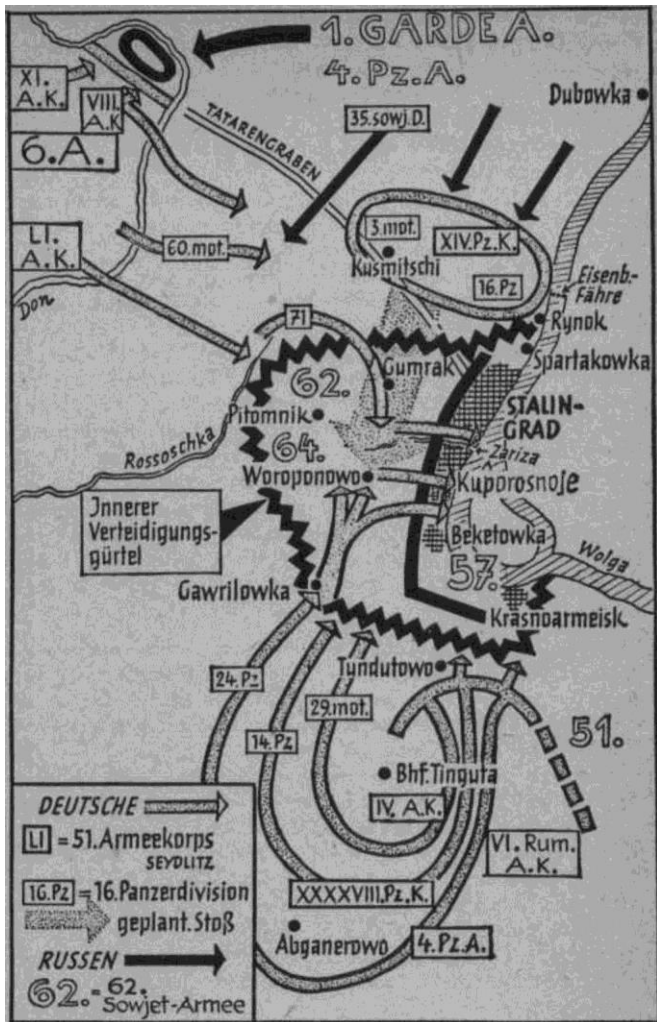 1. GARDE A.
4. Pz. A.
XI.
A.K.
VIII.
A.K
6. A.
TATARENGRABEN
35. sowj. D.
Dubowka
LI.
A.K.
60. mot.
3. mot.
XIV. Pz. K.
Kusmitschi
16. Pz
Eisenb.-
Fähre
Don
71
Rynok
Spartakowka
62.
Gumrak
STALIN-
GRAD
Pitomnik
64.
Rossoschka
Zariza
Woroponowo
Kuporosnoje
Innerer
Verteidigungs-
gürtel
Beketowka
57.
Wolga
Gawrilowka
Krasnoarmeisk
Tyndutowo
24. Pz
29. mot.
14. Pz
51.
Bhf. Tinguta
IV. A.K.
VI. Rum.
A.K.
XXXXVIII. Pz. K.
Abganerowo
4. Pz. A.
DEUTSCHE
LI = 51. Armeekorps
SEYDLITZ
16. Pz = 16. Panzerdivision
geplant. Stoß
RUSSEN
62. = 62.
Sowjet-Armee